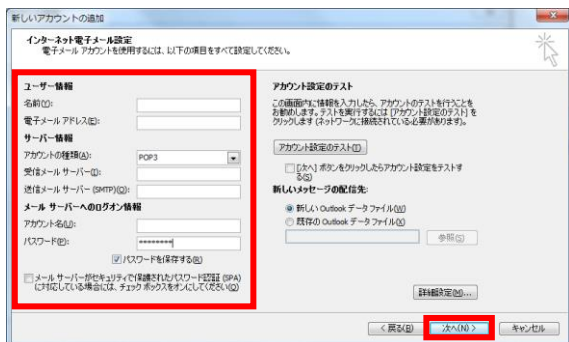 新しいアカウントの追加
インターネット電子メール設定
電子メール アカウントを使用するには、以下の項目をすべて設定してください。
ユーザー情報
名前(Y):
電子メール アドレス(E):
サーバー情報
アカウントの種類(A):
POP3
受信メール サーバー(I):
送信メール サーバー (SMTP)(O):
メール サーバーへのログオン情報
アカウント名(U):
パスワード(P):
********
パスワードを保存する(R)
メール サーバーがセキュリティで保護されたパスワード認証 (SPA)
に対応している場合には、チェック ボックスをオンにしてください(Q)
アカウント設定のテスト
この画面内に情報を入力したら、アカウントのテストを行うことを
お勧めします。テストを実行するには [アカウント設定のテスト] を
クリックします (ネットワークに接続されている必要があります)。
アカウント設定のテスト(T)
[次へ] ボタンをクリックしたらアカウント設定をテストす
る(S)
新しいメッセージの配信先:
新しい Outlook データ ファイル(W)
既存の Outlook データ ファイル(X)
参照(S)
詳細設定(M)...
< 戻る(B)
次へ(N) >
キャンセル